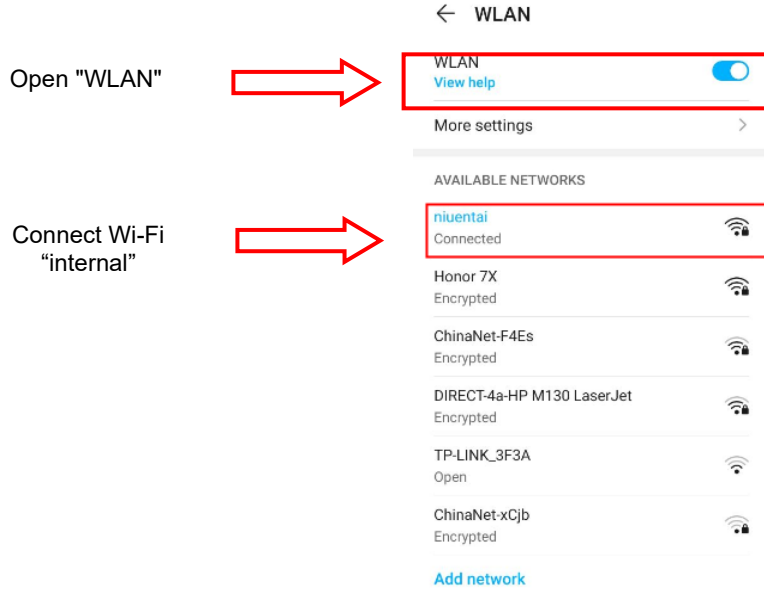 WLAN
Open "WLAN"
WLAN
View help
More settings
AVAILABLE NETWORKS
Connect Wi-Fi
“internal”
niuentai
Connected
Honor 7X
Encrypted
ChinaNet-F4Es
Encrypted
DIRECT-4a-HP M130 LaserJet
Encrypted
TP-LINK_3F3A
Open
ChinaNet-xCjb
Encrypted
Add network